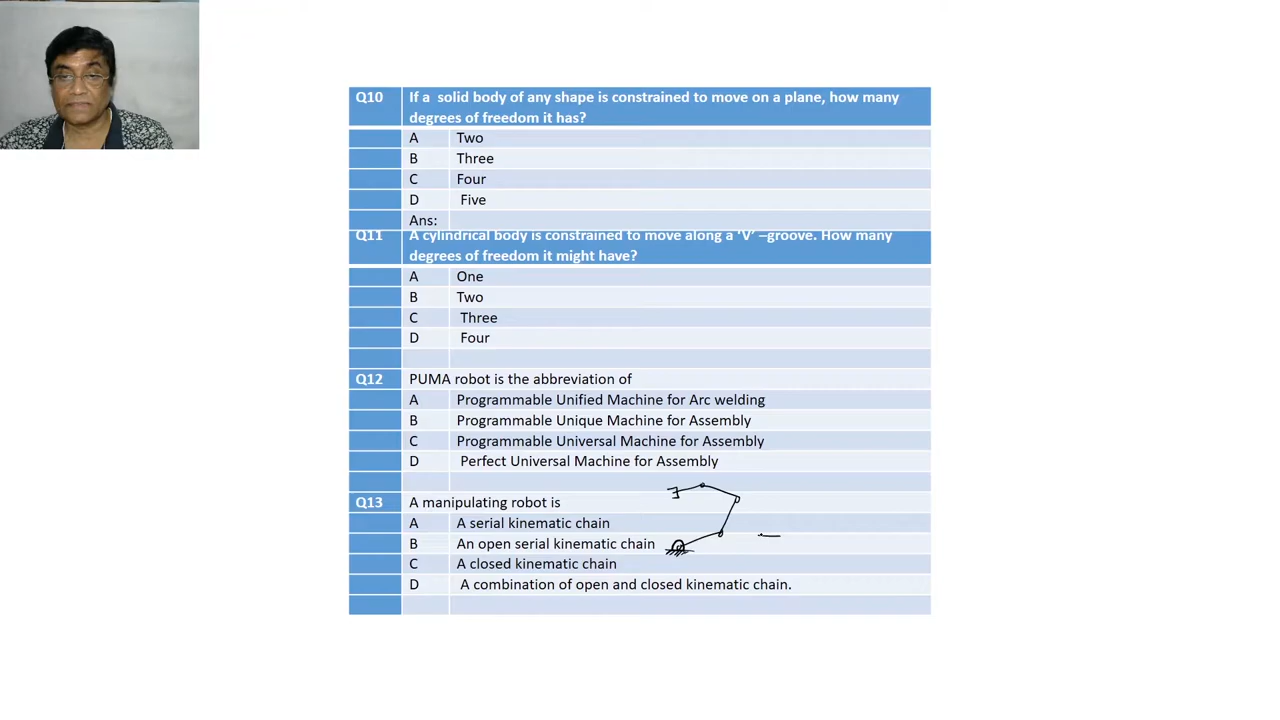 Q10 If a solid body of any shape is constrained to move on a plane, how many
degrees of freedom it has?
A Two
B Three
C Four
D Five
Ans:
Q11 A cylindrical body is constrained to move along a ‘V’ –groove. How many
degrees of freedom it might have?
A One
B Two
C Three
D Four
Q12 PUMA robot is the abbreviation of
A Programmable Unified Machine for Arc welding
B Programmable Unique Machine for Assembly
C Programmable Universal Machine for Assembly
D Perfect Universal Machine for Assembly
Q13 A manipulating robot is
A A serial kinematic chain
B An open serial kinematic chain
C A closed kinematic chain
D A combination of open and closed kinematic chain.